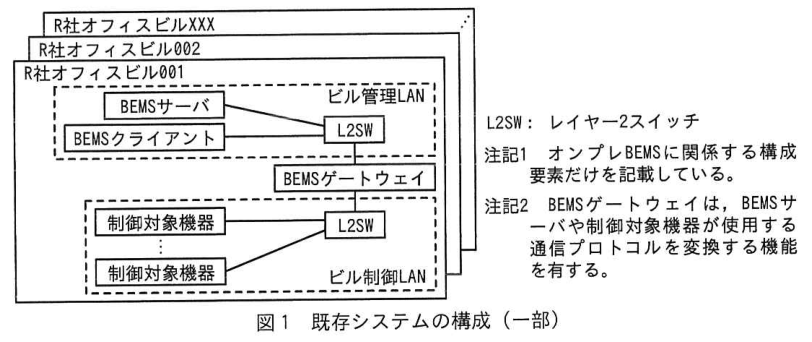 R社オフィスビルXXX
R社オフィスビル002
R社オフィスビル001
ビル管理LAN
BEMSサーバ
BEMSクライアント
L2SW
BEMSゲートウェイ
制御対象機器
L2SW
制御対象機器
ビル制御LAN
L2SW： レイヤー2スイッチ
注記1 オンプレBEMSに関係する構成
要素だけを記載している。
注記2 BEMSゲートウェイは，BEMSサ
ーバや制御対象機器が使用する
通信プロトコルを変換する機能
を有する。
図1 既存システムの構成（一部）